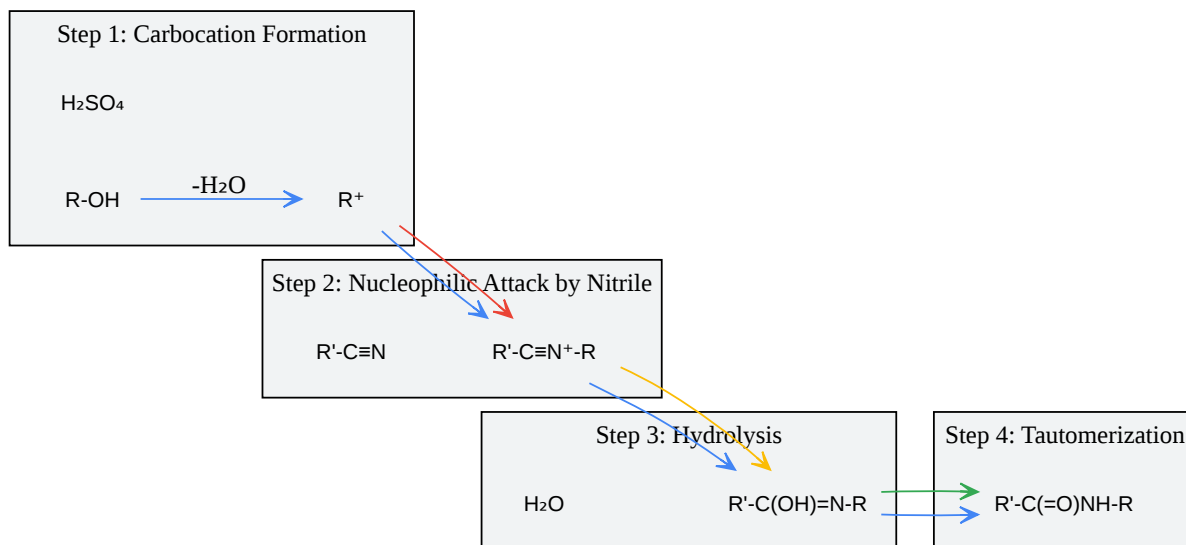 Step 1: Carbocation Formation
H₂SO₄
R-OH
-H₂O
R⁺
Step 2: Nucleophilic Attack by Nitrile
R'-C≡N
R'-C≡N⁺-R
Step 3: Hydrolysis
H₂O
R'-C(OH)=N-R
Step 4: Tautomerization
R'-C(=O)NH-R